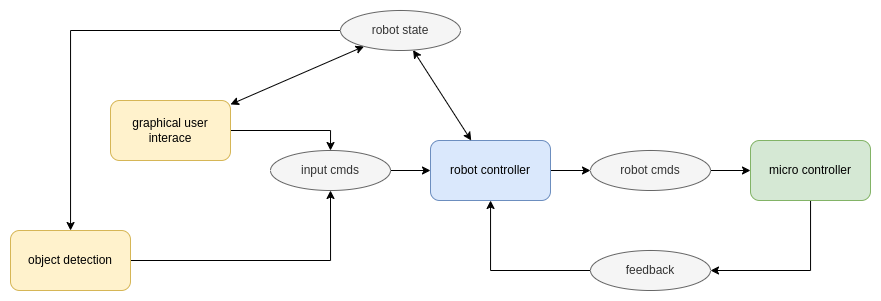 robot state
graphical user
interace
input cmds
robot controller
robot cmds
micro controller
object detection
feedback